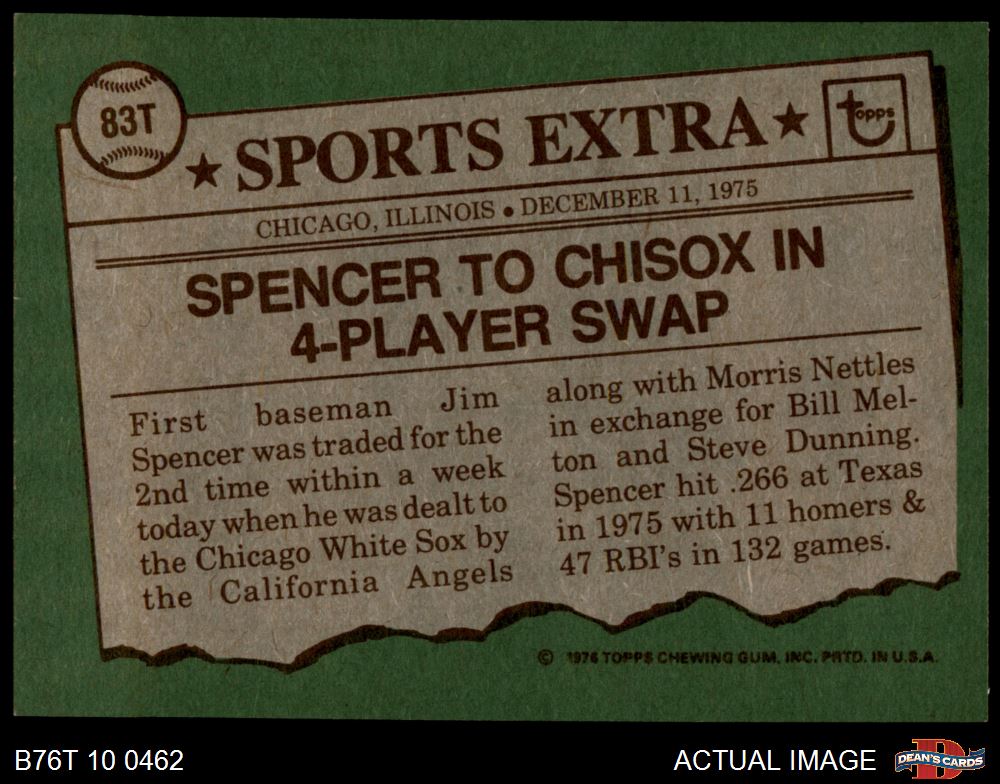 83T
★ SPORTS EXTRA ★
topps
CHICAGO, ILLINOIS • DECEMBER 11, 1975
SPENCER TO CHISOX IN
4-PLAYER SWAP
First baseman Jim
Spencer was traded for the
2nd time within a week
today when he was dealt to
the Chicago White Sox by
the California Angels
along with Morris Nettles
in exchange for Bill Mel-
ton and Steve Dunning.
Spencer hit .266 at Texas
in 1975 with 11 homers &
47 RBI's in 132 games.
© 1976 TOPPS CHEWING GUM, INC. PRTD. IN U.S.A.
B76T 10 0462
ACTUAL IMAGE
D
DEAN'S CARDS